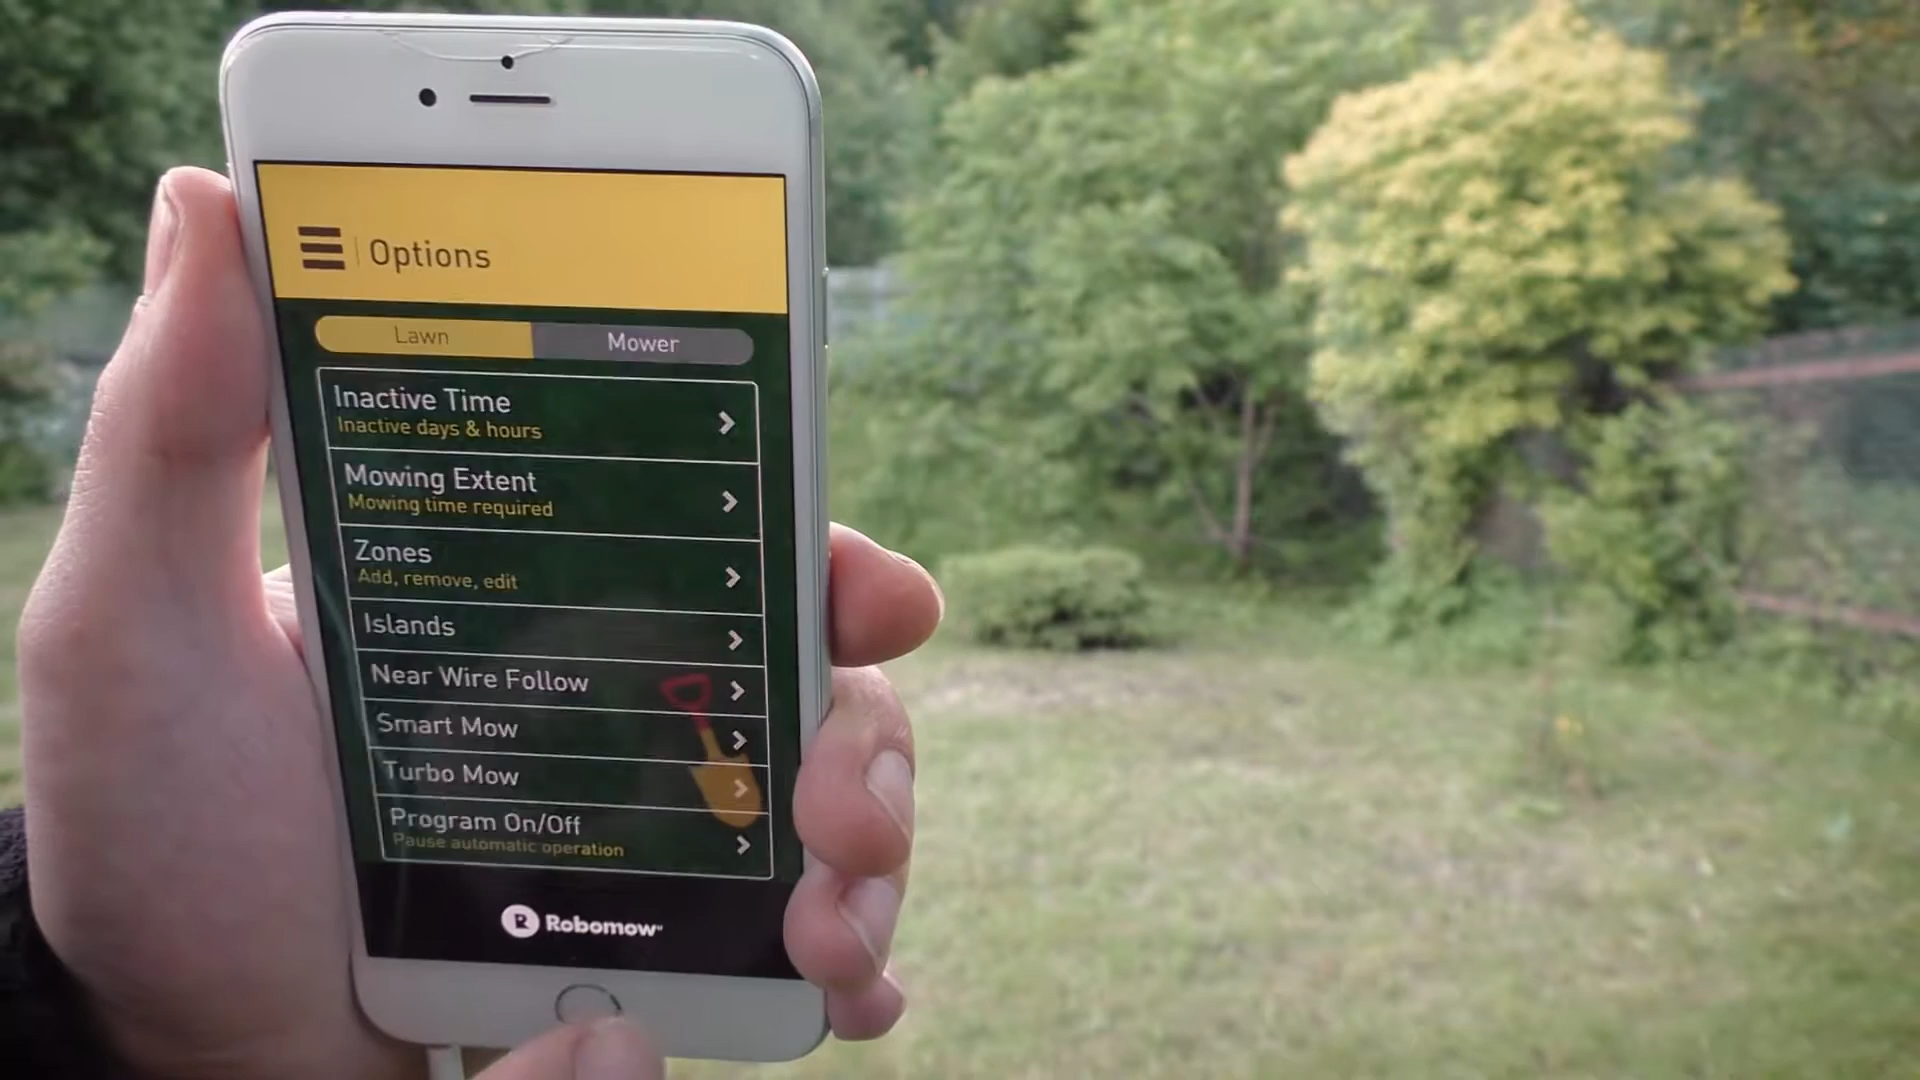 Options
Lawn
Mower
Inactive Time
Inactive days & hours
Mowing Extent
Mowing time required
Zones
Add, remove, edit
Islands
Near Wire Follow
Smart Mow
Turbo Mow
Program On/Off
Pause automatic operation
R Robomow